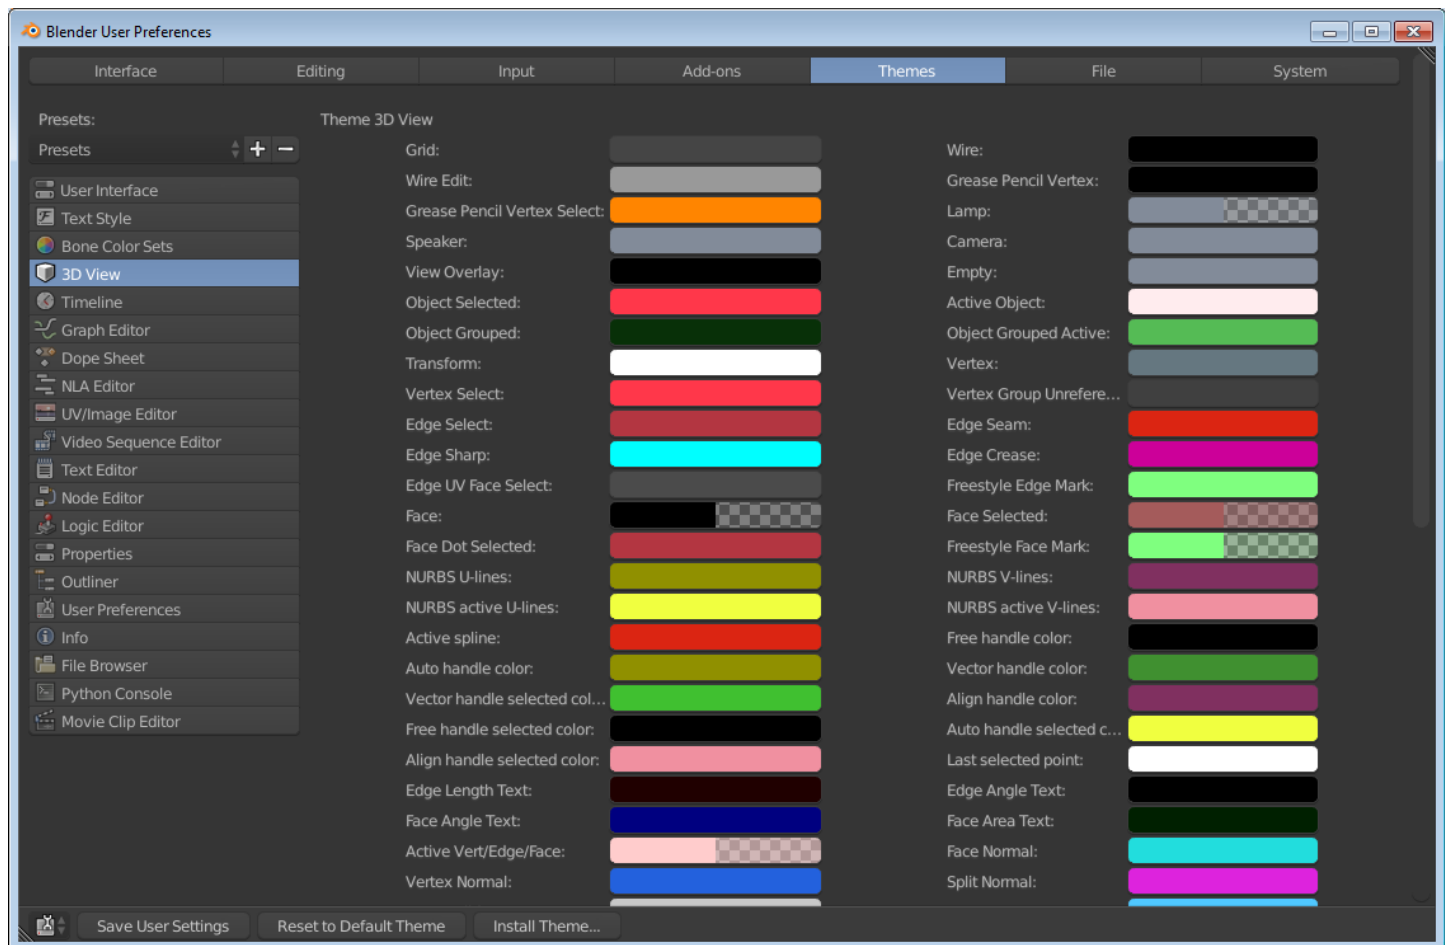 Blender User Preferences
Interface Editing Input Add-ons Themes File System
Presets:
Presets
User Interface
Text Style
Bone Color Sets
3D View
Timeline
Graph Editor
Dope Sheet
NLA Editor
UV/Image Editor
Video Sequence Editor
Text Editor
Node Editor
Logic Editor
Properties
Outliner
User Preferences
Info
File Browser
Python Console
Movie Clip Editor
Theme 3D View
Grid: Wire:
Wire Edit: Grease Pencil Vertex:
Grease Pencil Vertex Select: Lamp:
Speaker: Camera:
View Overlay: Empty:
Object Selected: Active Object:
Object Grouped: Object Grouped Active:
Transform: Vertex:
Vertex Select: Vertex Group Unrefere...
Edge Select: Edge Seam:
Edge Sharp: Edge Crease:
Edge UV Face Select: Freestyle Edge Mark:
Face: Face Selected:
Face Dot Selected: Freestyle Face Mark:
NURBS U-lines: NURBS V-lines:
NURBS active U-lines: NURBS active V-lines:
Active spline: Free handle color:
Auto handle color: Vector handle color:
Vector handle selected col... Align handle color:
Free handle selected color: Auto handle selected c...
Align handle selected color: Last selected point:
Edge Length Text: Edge Angle Text:
Face Angle Text: Face Area Text:
Active Vert/Edge/Face: Face Normal:
Vertex Normal: Split Normal:
Save User Settings Reset to Default Theme Install Theme...